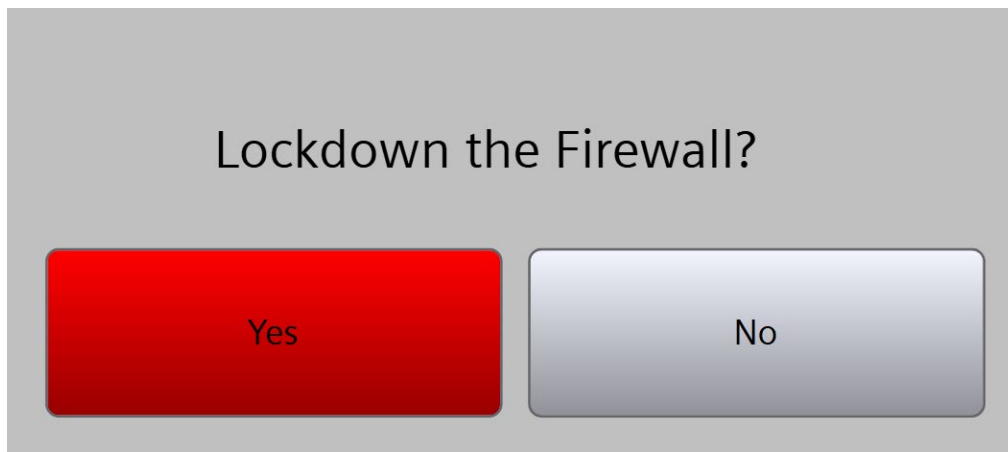 Lockdown the Firewall?
Yes
No